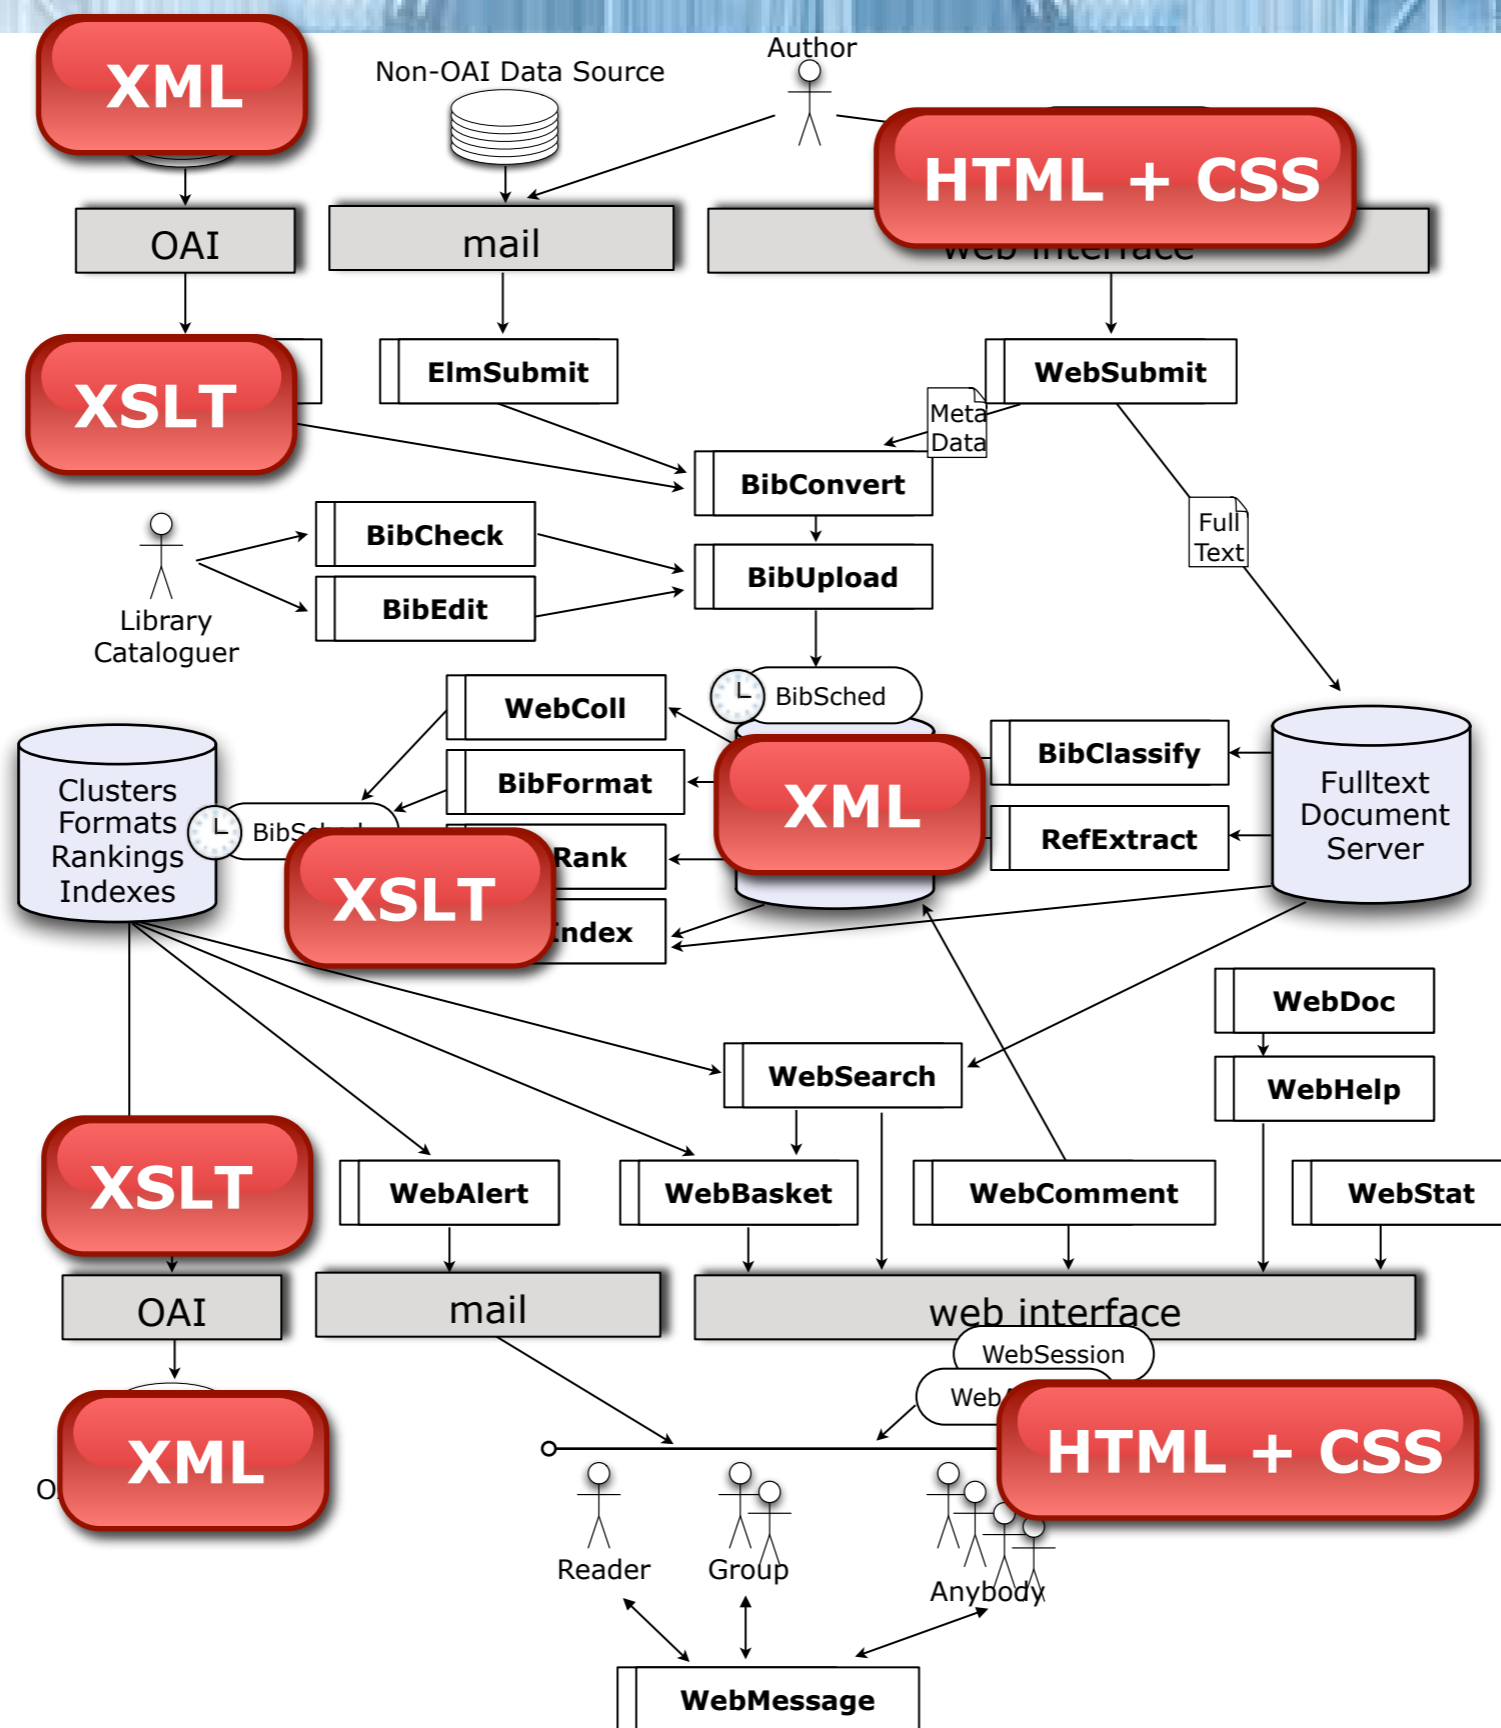 XML
Non-OAI Data Source
Author
HTML + CSS
OAI
mail
web interface
XSLT
ElmSubmit
WebSubmit
Meta
Data
BibConvert
Full
Text
BibCheck
BibUpload
BibEdit
Library
Cataloguer
BibSched
WebColl
BibClassify
BibFormat
XML
Clusters
Formats
Rankings
Indexes
Fulltext
Document
Server
Rank
RefExtract
XSLT
Index
WebDoc
WebSearch
WebHelp
XSLT
WebAlert
WebBasket
WebComment
WebStat
OAI
mail
web interface
WebSession
XML
HTML + CSS
Reader
Group
Anybody
WebMessage